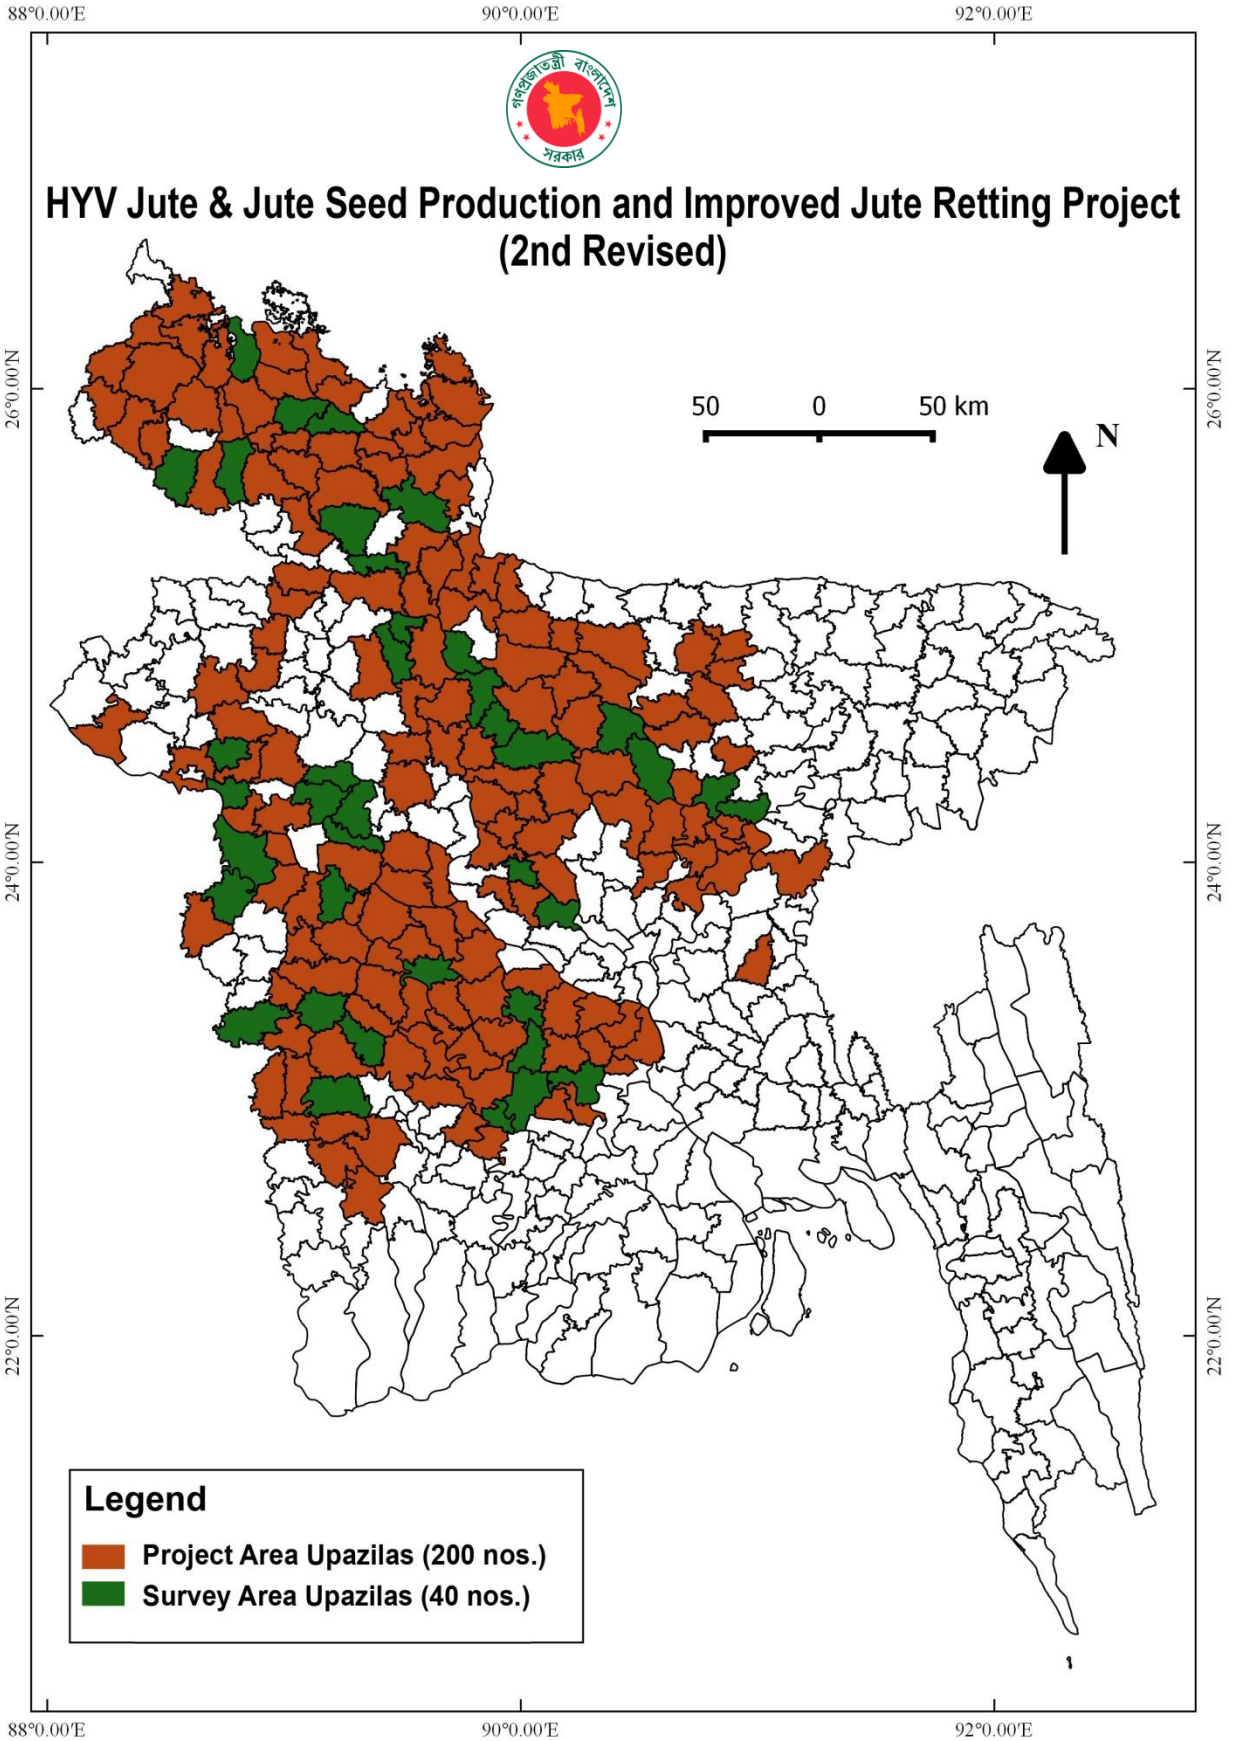 88°0.00'E 90°0.00'E 92°0.00'E
গণপ্রজাতন্ত্রী বাংলাদেশ
সরকার
HYV Jute & Jute Seed Production and Improved Jute Retting Project
(2nd Revised)
26°0.00'N 26°0.00'N
50 0 50 km
N
24°0.00'N 24°0.00'N
22°0.00'N 22°0.00'N
Legend
Project Area Upazilas (200 nos.)
Survey Area Upazilas (40 nos.)
88°0.00'E 90°0.00'E 92°0.00'E